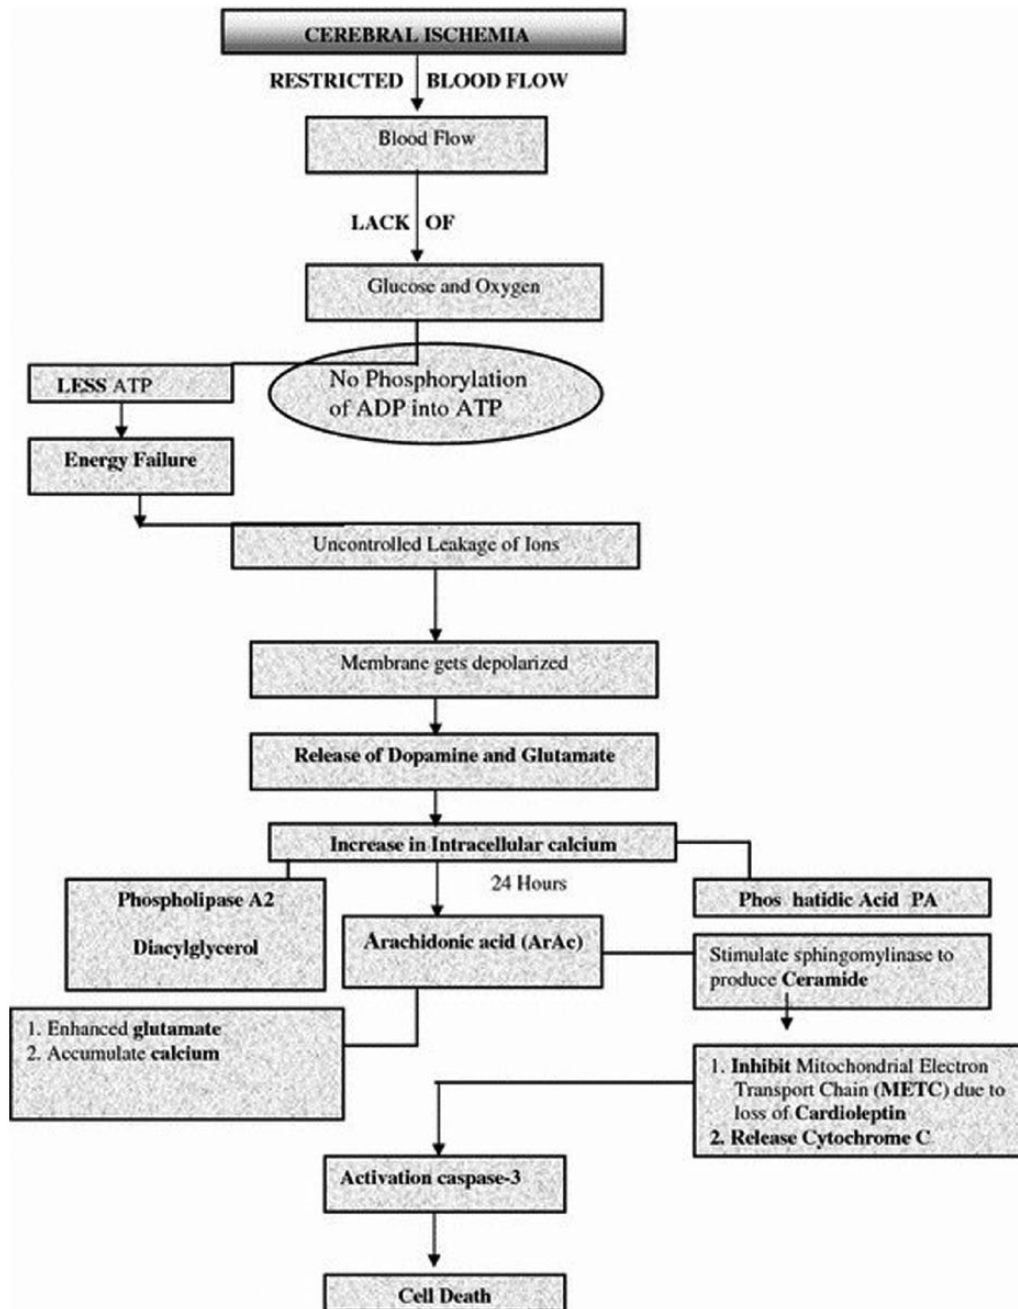 CEREBRAL ISCHEMIA
RESTRICTED BLOOD FLOW
Blood Flow
LACK OF
Glucose and Oxygen
No Phosphorylation
of ADP into ATP
LESS ATP
Energy Failure
Uncontrolled Leakage of Ions
Membrane gets depolarized
Release of Dopamine and Glutamate
Increase in Intracellular calcium
24 Hours
Phospholipase A2
Diacylglycerol
Arachidonic acid (ArAc)
Phos hatidic Acid PA
Stimulate sphingomylinase to
produce Ceramide
1. Enhanced glutamate
2. Accumulate calcium
1. Inhibit Mitochondrial Electron
Transport Chain (METC) due to
loss of Cardioleptin
2. Release Cytochrome C
Activation caspase-3
Cell Death